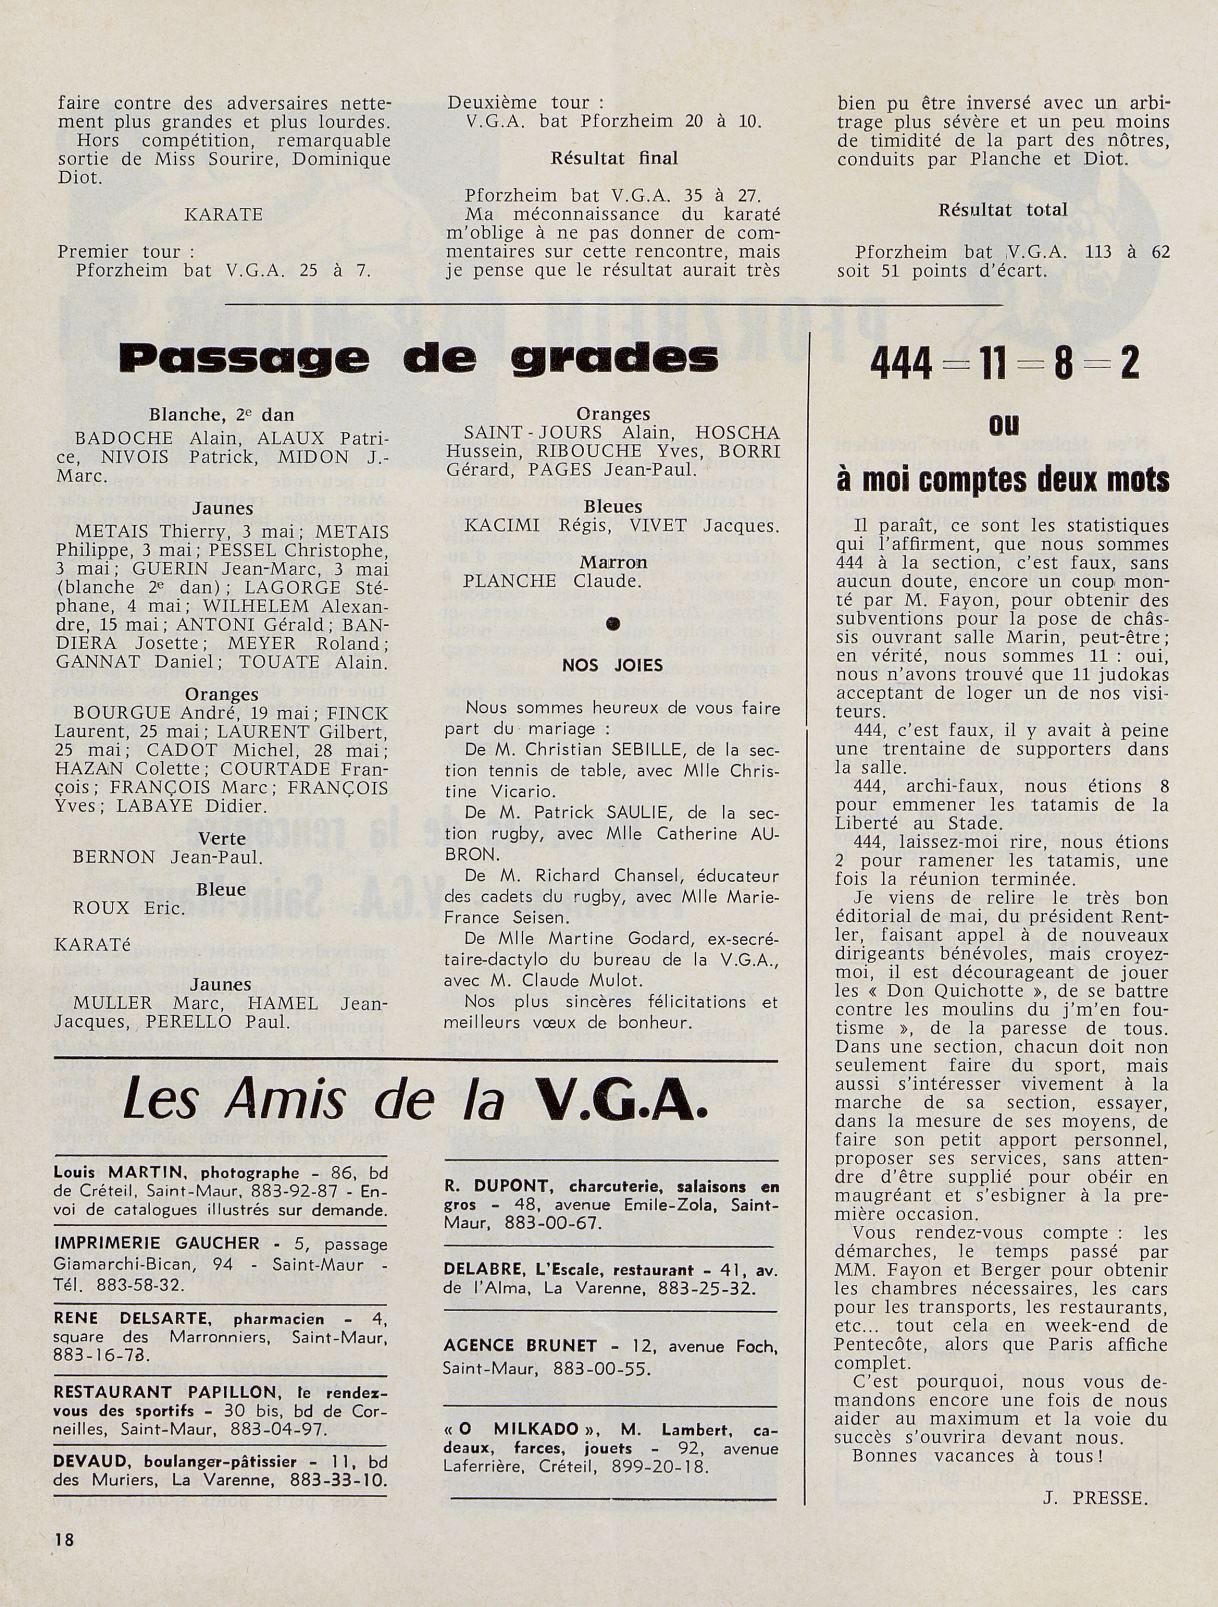 faire contre des adversaires nette-
ment plus grandes et plus lourdes.
Hors compétition, remarquable
sortie de Miss Sourire, Dominique
Diot.
KARATE
Premier tour :
Pforzheim bat V.G.A. 25 à 7.
Deuxième tour :
V.G.A. bat Pforzheim 20 à 10.
Résultat final
Pforzheim bat V.G.A. 35 à 27.
Ma méconnaissance du karaté
m'oblige à ne pas donner de com-
mentaires sur cette rencontre, mais
je pense que le résultat aurait très
bien pu être inversé avec un arbi-
trage plus sévère et un peu moins
de timidité de la part des nôtres,
conduits par Planche et Diot.
Résultat total
Pforzheim bat V.G.A. 113 à 62
soit 51 points d'écart.
Passage de grades
Blanche, 2e dan
BADOCHE Alain, ALAUX Patri-
ce, NIVOIS Patrick, MIDON J.-
Marc.
Jaunes
METAIS Thierry, 3 mai ; METAIS
Philippe, 3 mai ; PESSEL Christophe,
3 mai ; GUERIN Jean-Marc, 3 mai
(blanche 2e dan) ; LAGORGE Sté-
phane, 4 mai ; WILHELEM Alexan-
dre, 15 mai ; ANTONI Gérald ; BAN-
DIERA Josette ; MEYER Roland ;
GANNAT Daniel ; TOUATE Alain.
Oranges
BOURGUE André, 19 mai ; FINCK
Laurent, 25 mai ; LAURENT Gilbert,
25 mai ; CADOT Michel, 28 mai ;
HAZAN Colette ; COURTADE Fran-
çois ; FRANÇOIS Marc ; FRANÇOIS
Yves ; LABAYE Didier.
Verte
BERNON Jean-Paul.
Bleue
ROUX Eric.
KARATé
Jaunes
MULLER Marc, HAMEL Jean-
Jacques, PERELLO Paul.
Oranges
SAINT-JOURS Alain, HOSCHA
Hussein, RIBOUCHE Yves, BORRI
Gérard, PAGES Jean-Paul.
Bleues
KACIMI Régis, VIVET Jacques.
Marron
PLANCHE Claude.
●
NOS JOIES
Nous sommes heureux de vous faire
part du mariage :
De M. Christian SEBILLE, de la sec-
tion tennis de table, avec Mlle Chris-
tine Vicario.
De M. Patrick SAULIE, de la sec-
tion rugby, avec Mlle Catherine AU-
BRON.
De M. Richard Chansel, éducateur
des cadets du rugby, avec Mlle Marie-
France Seisen.
De Mlle Martine Godard, ex-secré-
taire-dactylo du bureau de la V.G.A.,
avec M. Claude Mulot.
Nos plus sincères félicitations et
meilleurs vœux de bonheur.
444 = 11 = 8 = 2
ou
à moi comptes deux mots
Il paraît, ce sont les statistiques
qui l'affirment, que nous sommes
444 à la section, c'est faux, sans
aucun doute, encore un coup mon-
té par M. Fayon, pour obtenir des
subventions pour la pose de châs-
sis ouvrant salle Marin, peut-être ;
en vérité, nous sommes 11 : oui,
nous n'avons trouvé que 11 judokas
acceptant de loger un de nos visi-
teurs.
444, c'est faux, il y avait à peine
une trentaine de supporters dans
la salle.
444, archi-faux, nous étions 8
pour emmener les tatamis de la
Liberté au Stade.
444, laissez-moi rire, nous étions
2 pour ramener les tatamis, une
fois la réunion terminée.
Je viens de relire le très bon
éditorial de mai, du président Rent-
ler, faisant appel à de nouveaux
dirigeants bénévoles, mais croyez-
moi, il est décourageant de jouer
les « Don Quichotte », de se battre
contre les moulins du j'm'en fou-
tisme », de la paresse de tous.
Dans une section, chacun doit non
seulement faire du sport, mais
aussi s'intéresser vivement à la
marche de sa section, essayer,
dans la mesure de ses moyens, de
faire son petit apport personnel,
proposer ses services, sans atten-
dre d'être supplié pour obéir en
maugréant et s'esbigner à la pre-
mière occasion.
Vous rendez-vous compte : les
démarches, le temps passé par
MM. Fayon et Berger pour obtenir
les chambres nécessaires, les cars
pour les transports, les restaurants,
etc... tout cela en week-end de
Pentecôte, alors que Paris affiche
complet.
C'est pourquoi, nous vous de-
mandons encore une fois de nous
aider au maximum et la voie du
succès s'ouvrira devant nous.
Bonnes vacances à tous !
J. PRESSE.
Les Amis de la V.G.A.
Louis MARTIN, photographe - 86, bd
de Créteil, Saint-Maur, 883-92-87 - En-
voi de catalogues illustrés sur demande.
IMPRIMERIE GAUCHER - 5, passage
Giamarchi-Bican, 94 - Saint-Maur -
Tél. 883-58-32.
RENE DELSARTE, pharmacien - 4,
square des Marronniers, Saint-Maur,
883-16-73.
RESTAURANT PAPILLON, le rendez-
vous des sportifs - 30 bis, bd de Cor-
neilles, Saint-Maur, 883-04-97.
DEVAUD, boulanger-pâtissier - 11, bd
des Muriers, La Varenne, 883-33-10.
R. DUPONT, charcuterie, salaisons en
gros - 48, avenue Emile-Zola, Saint-
Maur, 883-00-67.
DELABRE, L'Escale, restaurant - 41, av.
de l'Alma, La Varenne, 883-25-32.
AGENCE BRUNET - 12, avenue Foch,
Saint-Maur, 883-00-55.
« O MILKADO », M. Lambert, ca-
deaux, farces, jouets - 92, avenue
Laferrière, Créteil, 899-20-18.
18